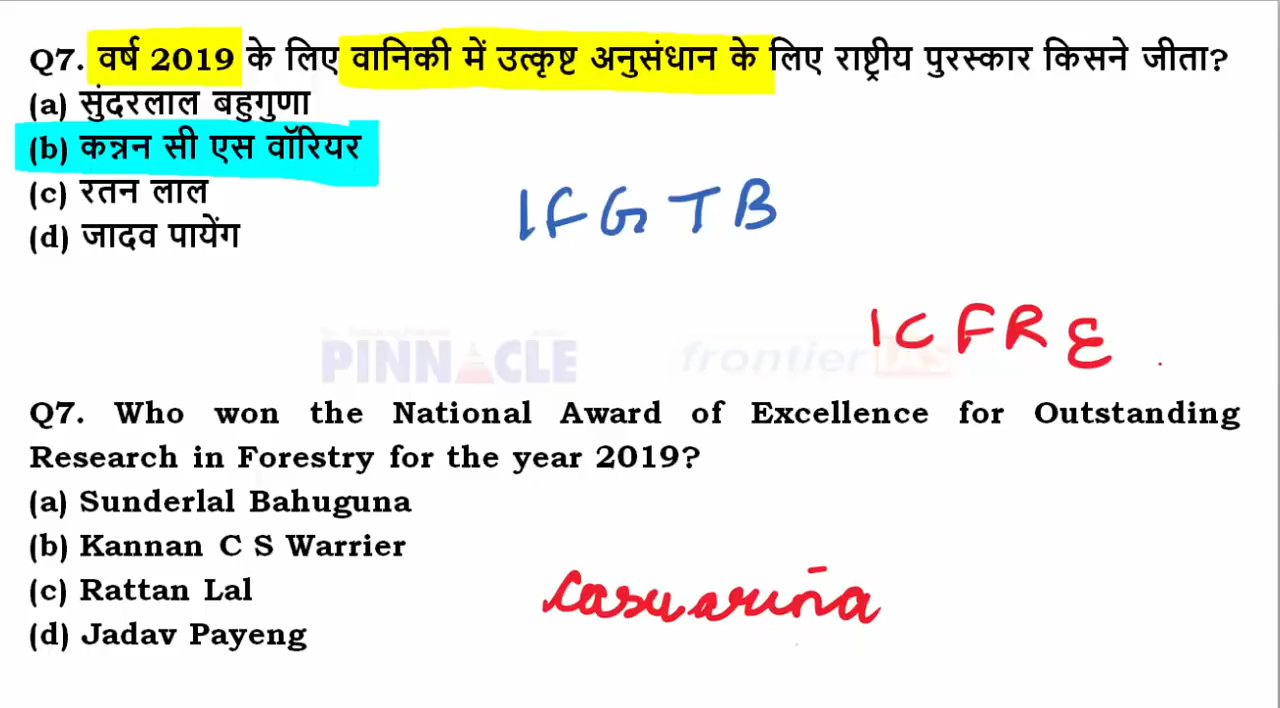 Q7. वर्ष 2019 के लिए वानिकी में उत्कृष्ट अनुसंधान के लिए राष्ट्रीय पुरस्कार किसने जीता?
(a) सुंदरलाल बहुगुणा
(b) कन्नन सी एस वॉरियर
(c) रतन लाल
(d) जादव पायेंग
IFGTB
ICFRE
PINNACLE frontier IAS
Q7. Who won the National Award of Excellence for Outstanding
Research in Forestry for the year 2019?
(a) Sunderlal Bahuguna
(b) Kannan C S Warrier
(c) Rattan Lal
(d) Jadav Payeng
Casuarina